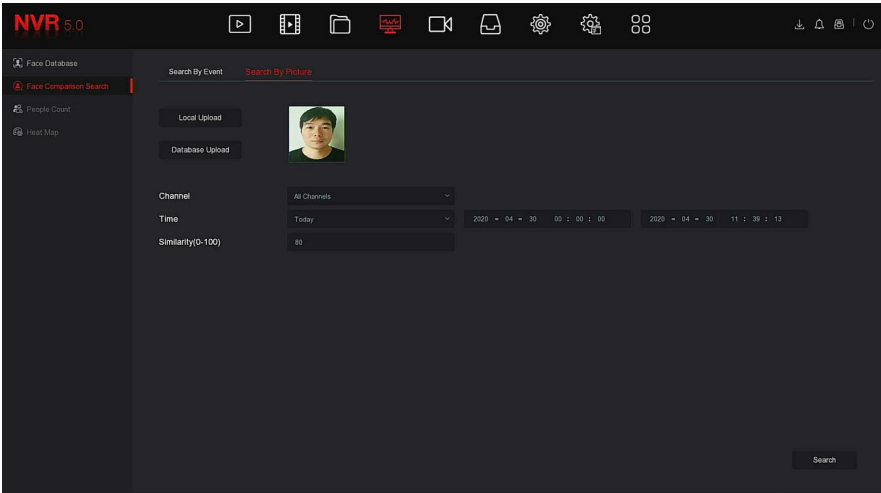 NVR 5.0
Face Database
Face Comparison Search
People Count
Heat Map
Search By Event Search By Picture
Local Upload
Database Upload
Channel All Channels
Time Today 2020 - 04 - 30 00 : 00 : 00 2020 - 04 - 30 11 : 39 : 13
Similarity(0-100) 80
Search